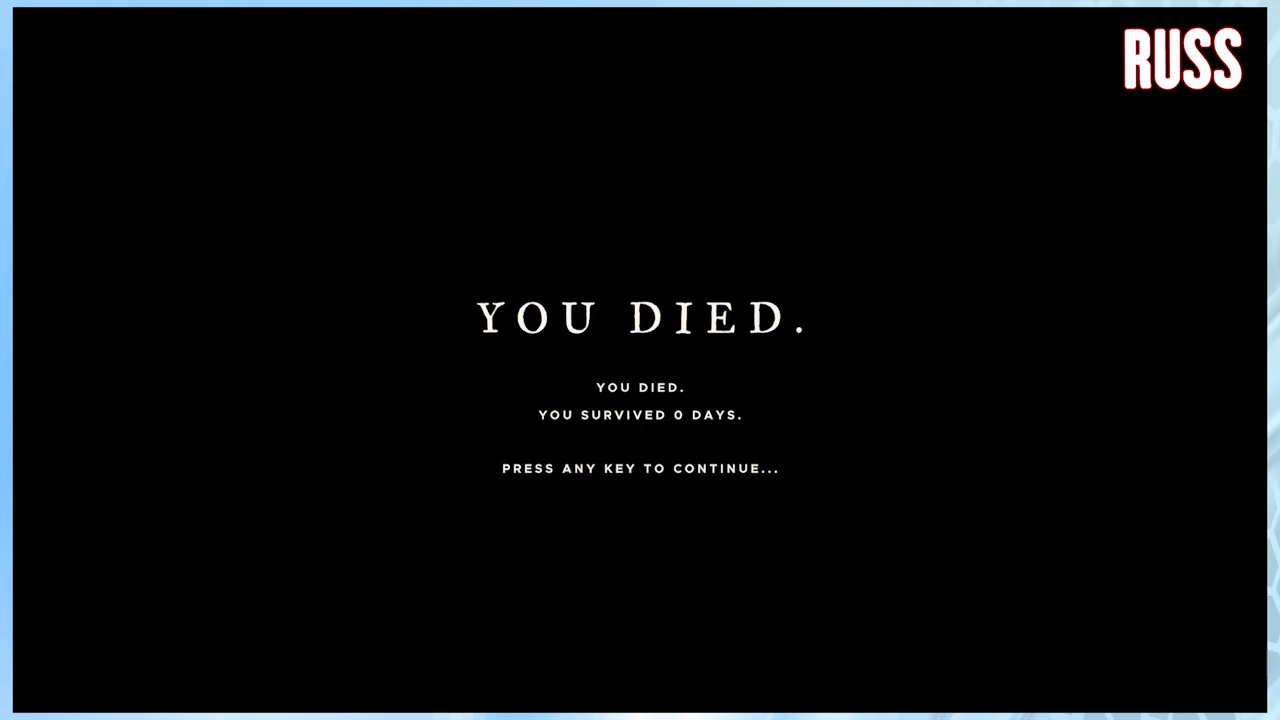 RUSS
YOU DIED.
YOU DIED.
YOU SURVIVED 0 DAYS.
PRESS ANY KEY TO CONTINUE...